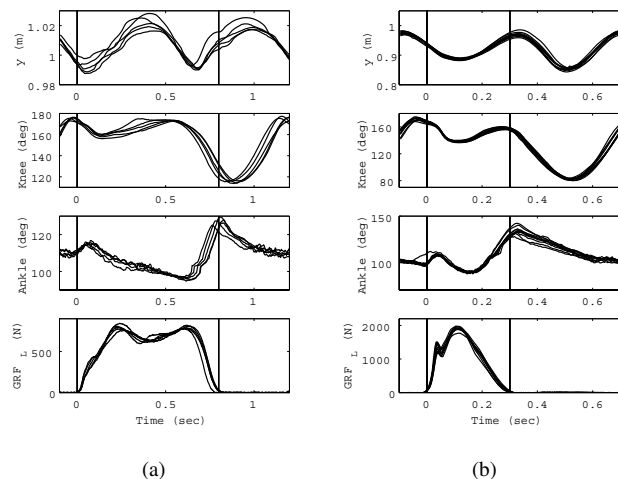 1.02
1
0.98
y (m)
0 0.5 1
180
160
140
120
Knee (deg)
0 0.5 1
120
100
Ankle (deg)
0 0.5 1
500
0
GRF L (N)
0 0.5 1
Time (sec)
(a)
1
0.9
0.8
y (m)
0 0.2 0.4 0.6
160
120
80
Knee (deg)
0 0.2 0.4 0.6
150
100
Ankle (deg)
0 0.2 0.4 0.6
2000
1000
0
GRF L (N)
0 0.2 0.4 0.6
Time (sec)
(b)